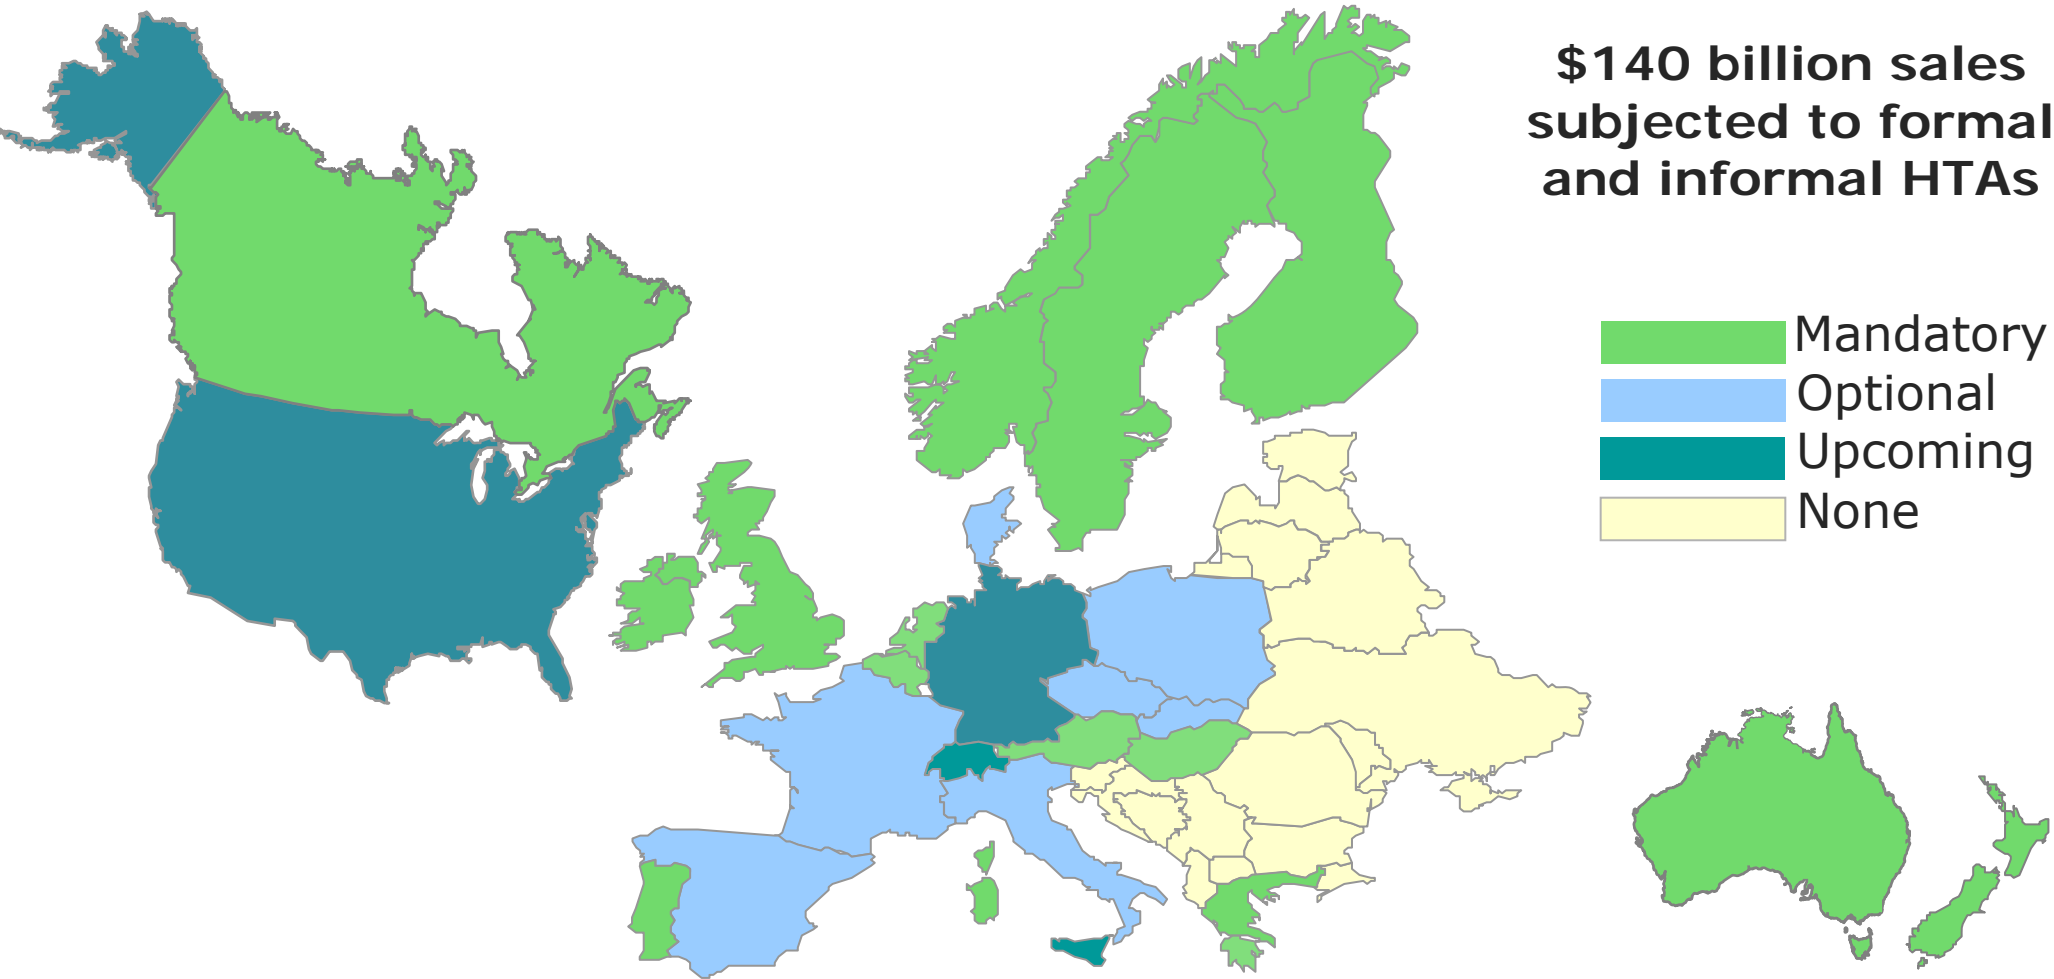 $140 billion sales
subjected to formal
and informal HTAs
Mandatory
Optional
Upcoming
None